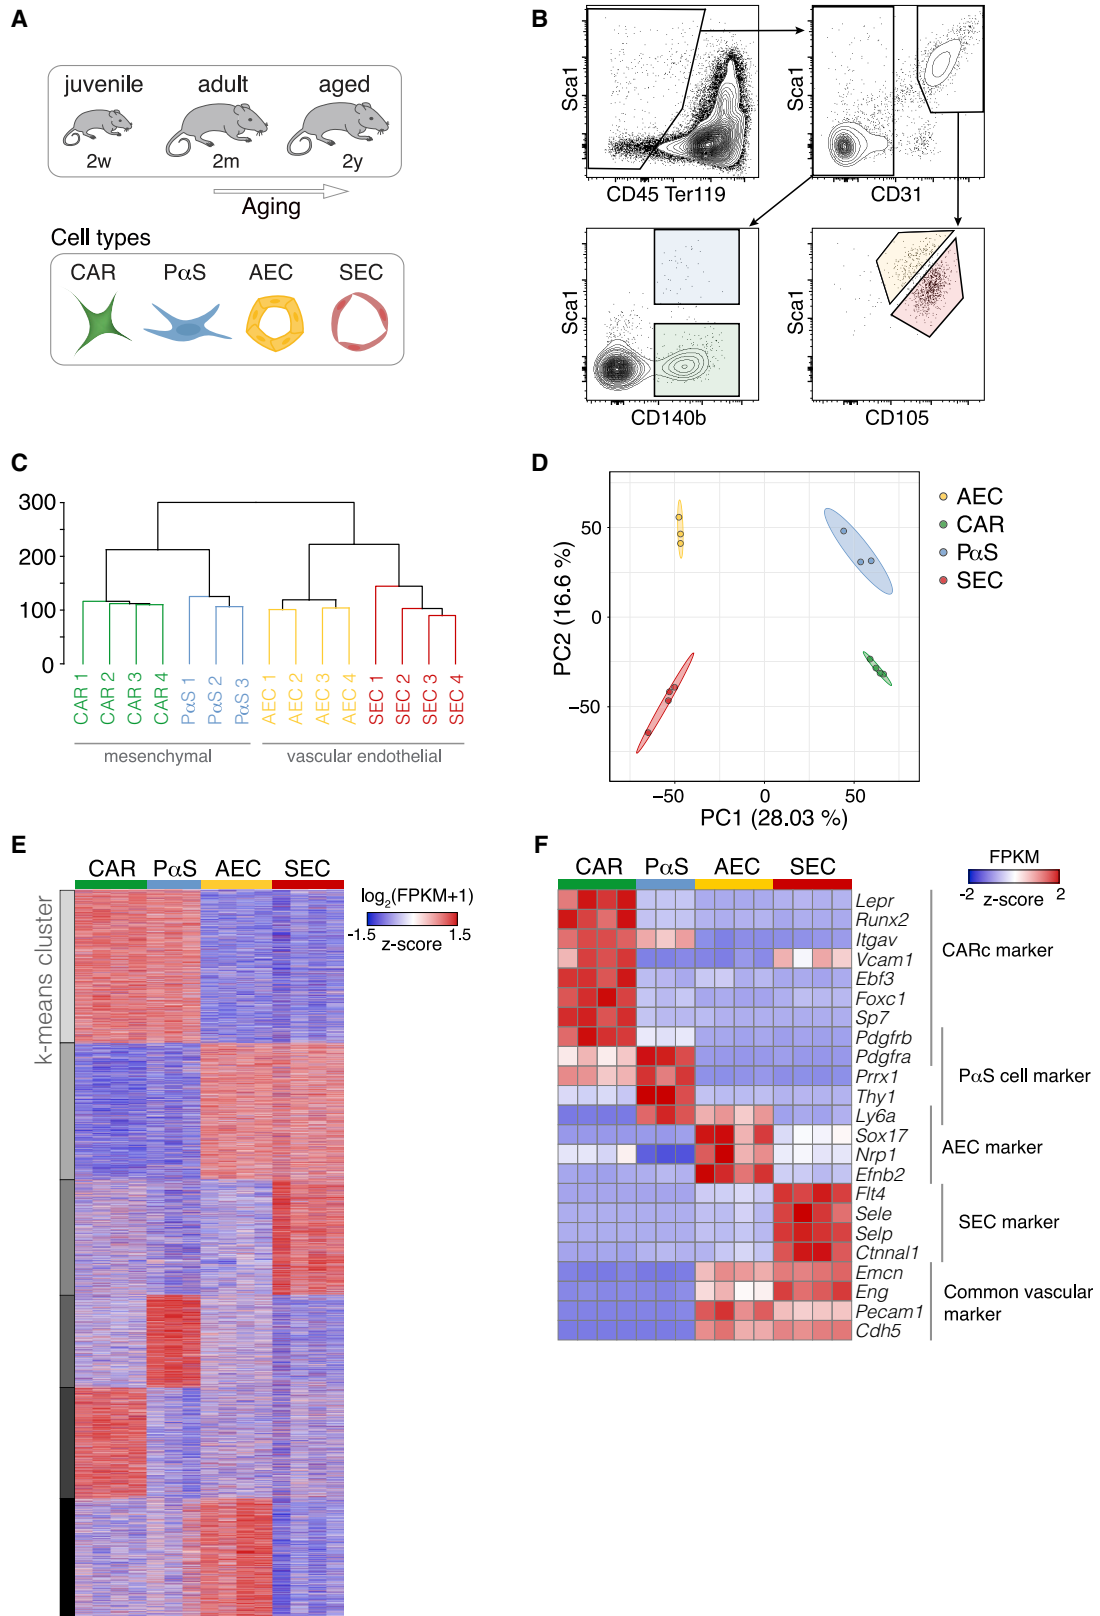 A
juvenile
adult
aged
2w
2m
2y
Aging
Cell types
CAR
PαS
AEC
SEC
B
Sca1
CD45 Ter119
Sca1
CD31
Sca1
CD140b
Sca1
CD105
C
300
200
100
0
CAR 1
CAR 2
CAR 3
CAR 4
PαS 1
PαS 2
PαS 3
AEC 1
AEC 2
AEC 3
AEC 4
SEC 1
SEC 2
SEC 3
SEC 4
mesenchymal
vascular endothelial
D
PC2 (16.6 %)
50
0
−50
−50
0
50
PC1 (28.03 %)
AEC
CAR
PαS
SEC
E
CAR
PαS
AEC
SEC
k-means cluster
log2(FPKM+1)
-1.5
1.5
z-score
F
CAR
PαS
AEC
SEC
FPKM
-2
2
z-score
Lepr
Runx2
Itgav
Vcam1
Ebf3
Foxc1
Sp7
Pdgfrb
Pdgfra
Prrx1
Thy1
Ly6a
Sox17
Nrp1
Efnb2
Flt4
Sele
Selp
Ctnnal1
Emcn
Eng
Pecam1
Cdh5
CARc marker
PαS cell marker
AEC marker
SEC marker
Common vascular
marker